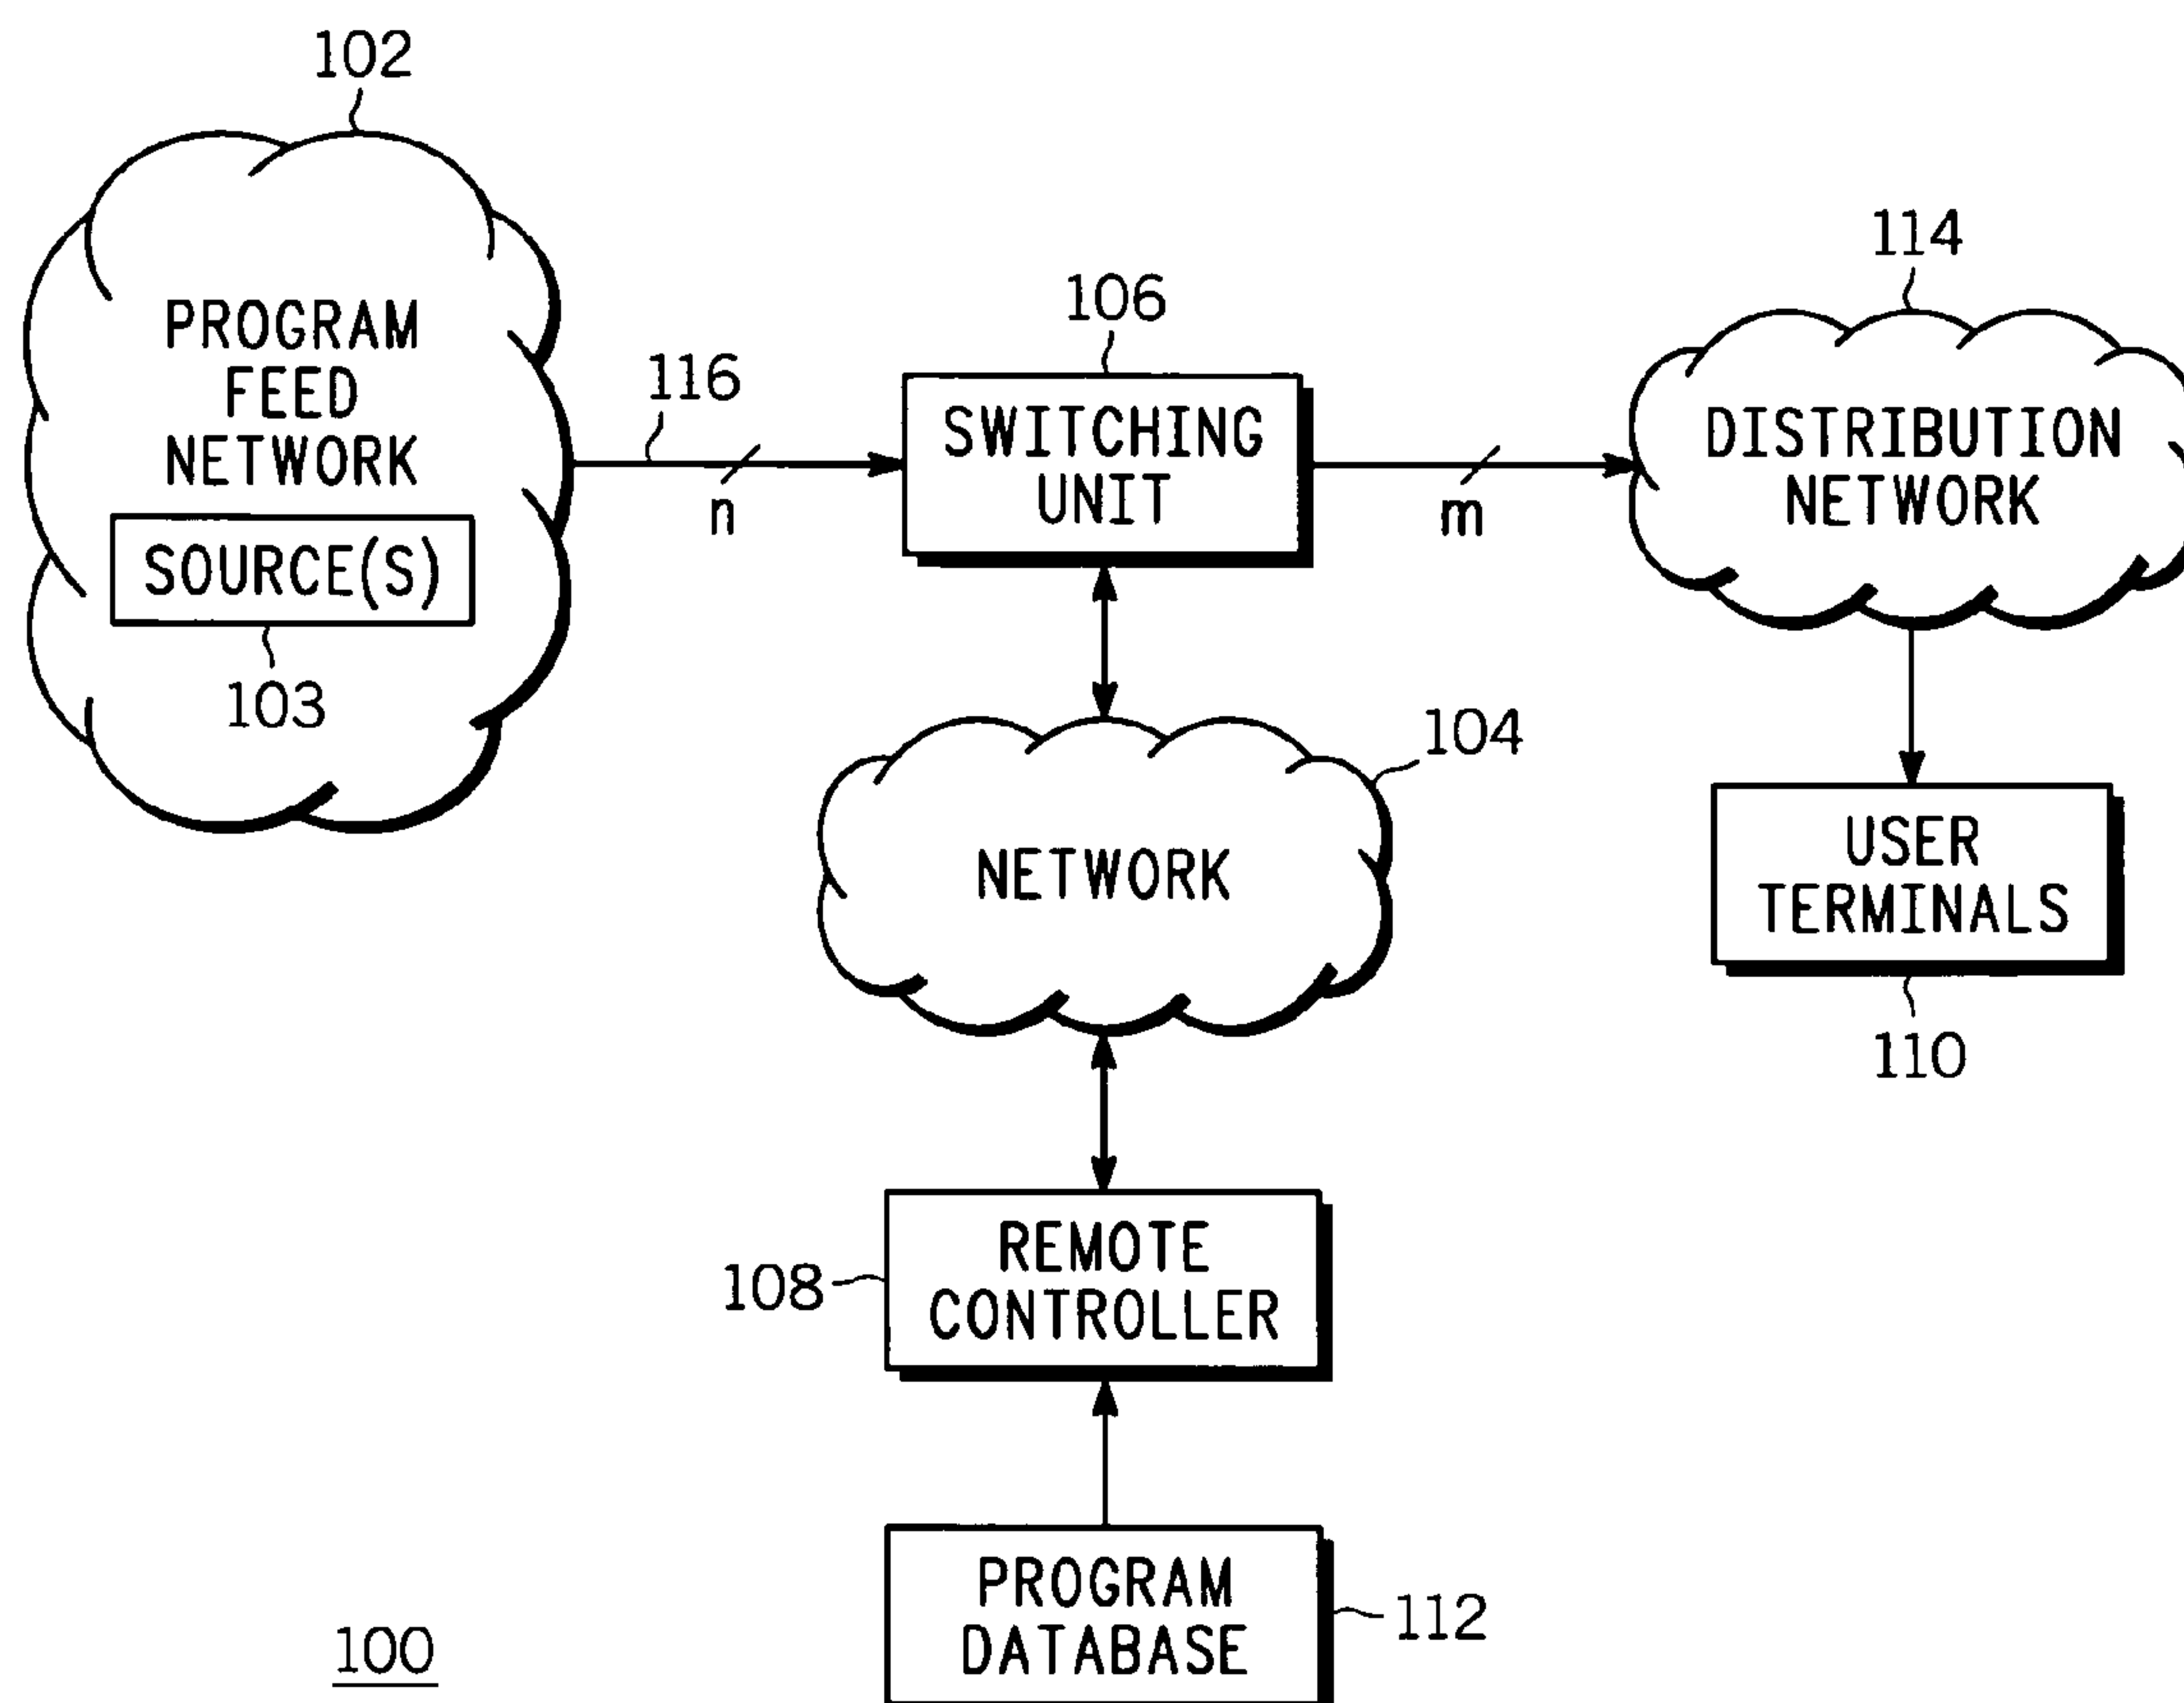 102
PROGRAM
FEED
NETWORK
SOURCE(S)
103
116
n
106
SWITCHING
UNIT
m
114
DISTRIBUTION
NETWORK
104
NETWORK
USER
TERMINALS
110
108
REMOTE
CONTROLLER
PROGRAM
DATABASE
112
100